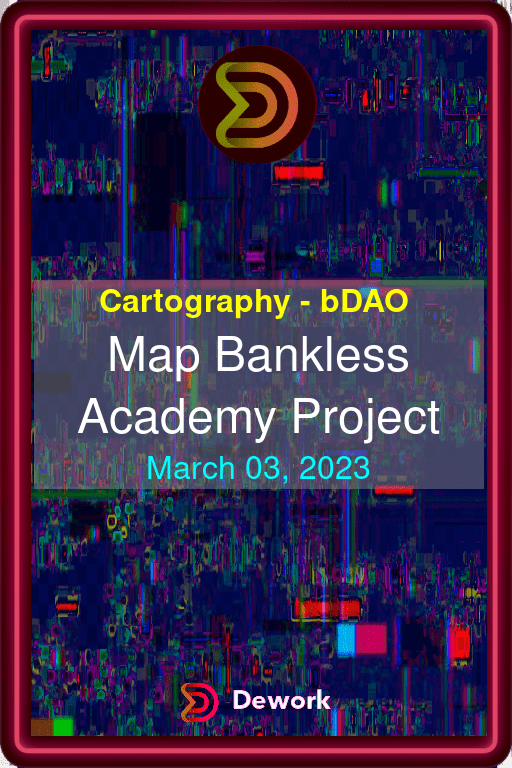 Cartography - bDAO
Map Bankless
Academy Project
March 03, 2023
Dework